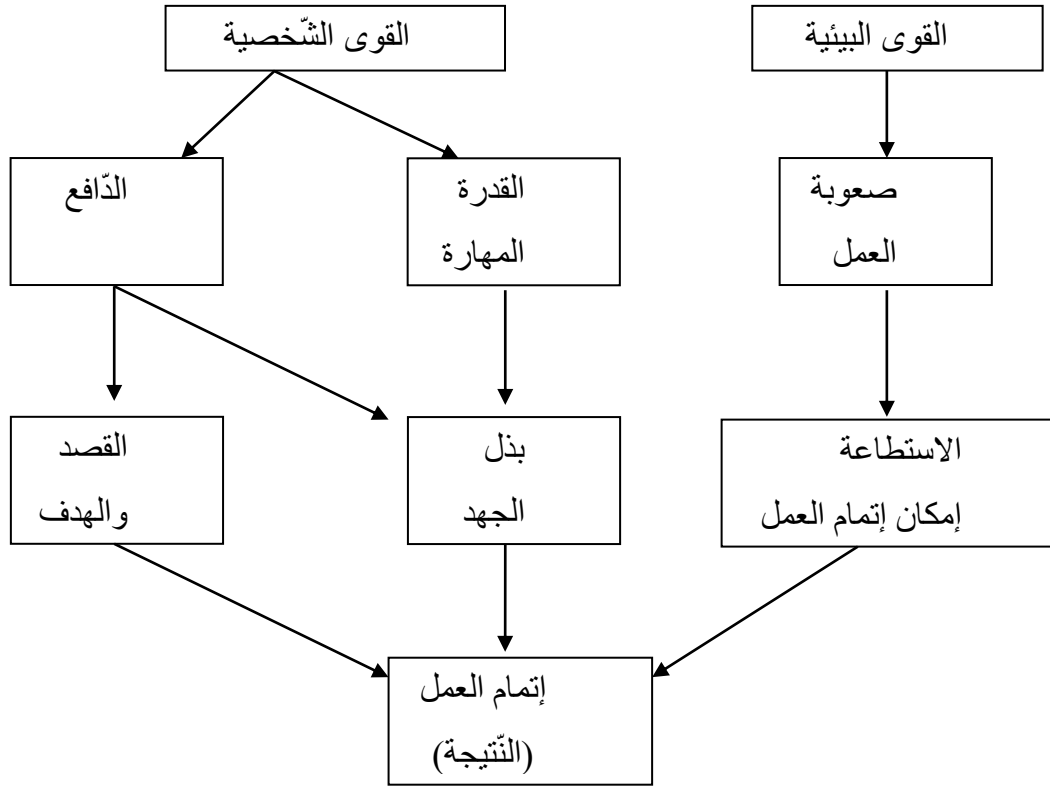 القوى البيئية
القوى الشّخصية
صعوبة
العمل
القدرة
المهارة
الدّافع
الاستطاعة
إمكان إتمام العمل
بذل
الجهد
القصد
والهدف
إتمام العمل
(النّتيجة)